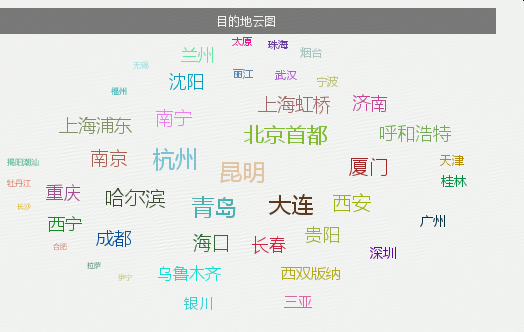 目的地云图
太原
珠海
兰州
烟台
无锡
丽江
武汉
沈阳
宁波
福州
上海虹桥
济南
南宁
上海浦东
北京首都
呼和浩特
南京
杭州
天津
揭阳潮汕
昆明
厦门
牡丹江
桂林
重庆
哈尔滨
长沙
青岛
大连
西安
西宁
广州
成都
贵阳
合肥
海口
长春
深圳
拉萨
乌鲁木齐
西双版纳
伊宁
银川
三亚